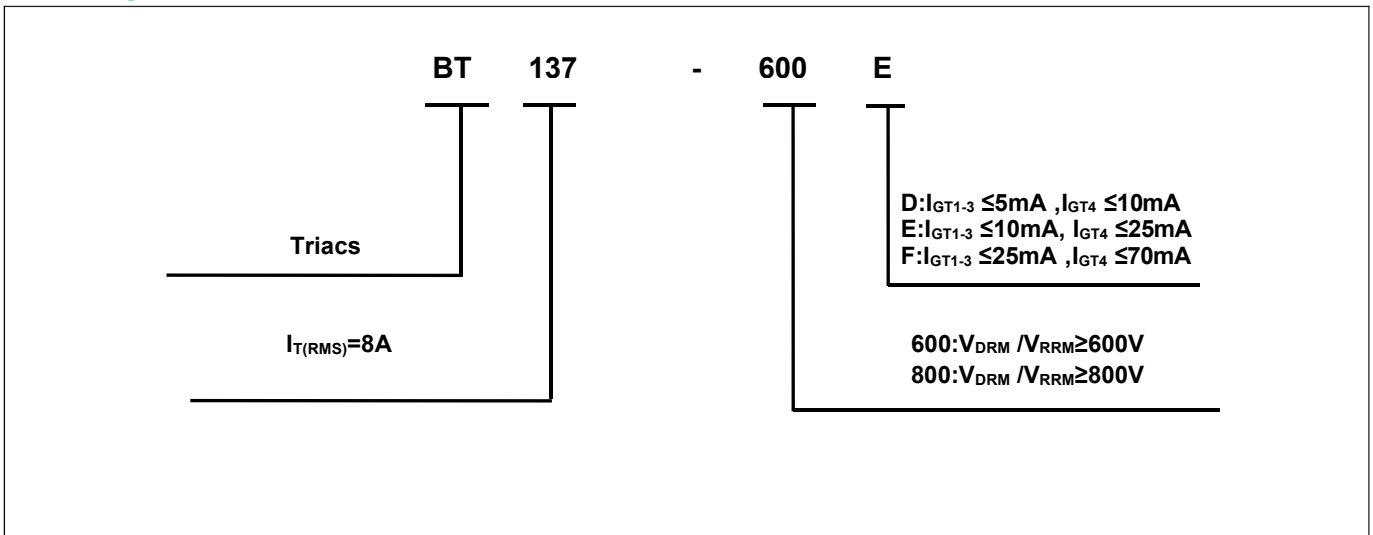 BT 137 - 600 E
D:IGT1-3 ≤5mA ,IGT4 ≤10mA
E:IGT1-3 ≤10mA, IGT4 ≤25mA
F:IGT1-3 ≤25mA ,IGT4 ≤70mA
Triacs
IT(RMS)=8A
600:VDRM /VRRM≥600V
800:VDRM /VRRM≥800V